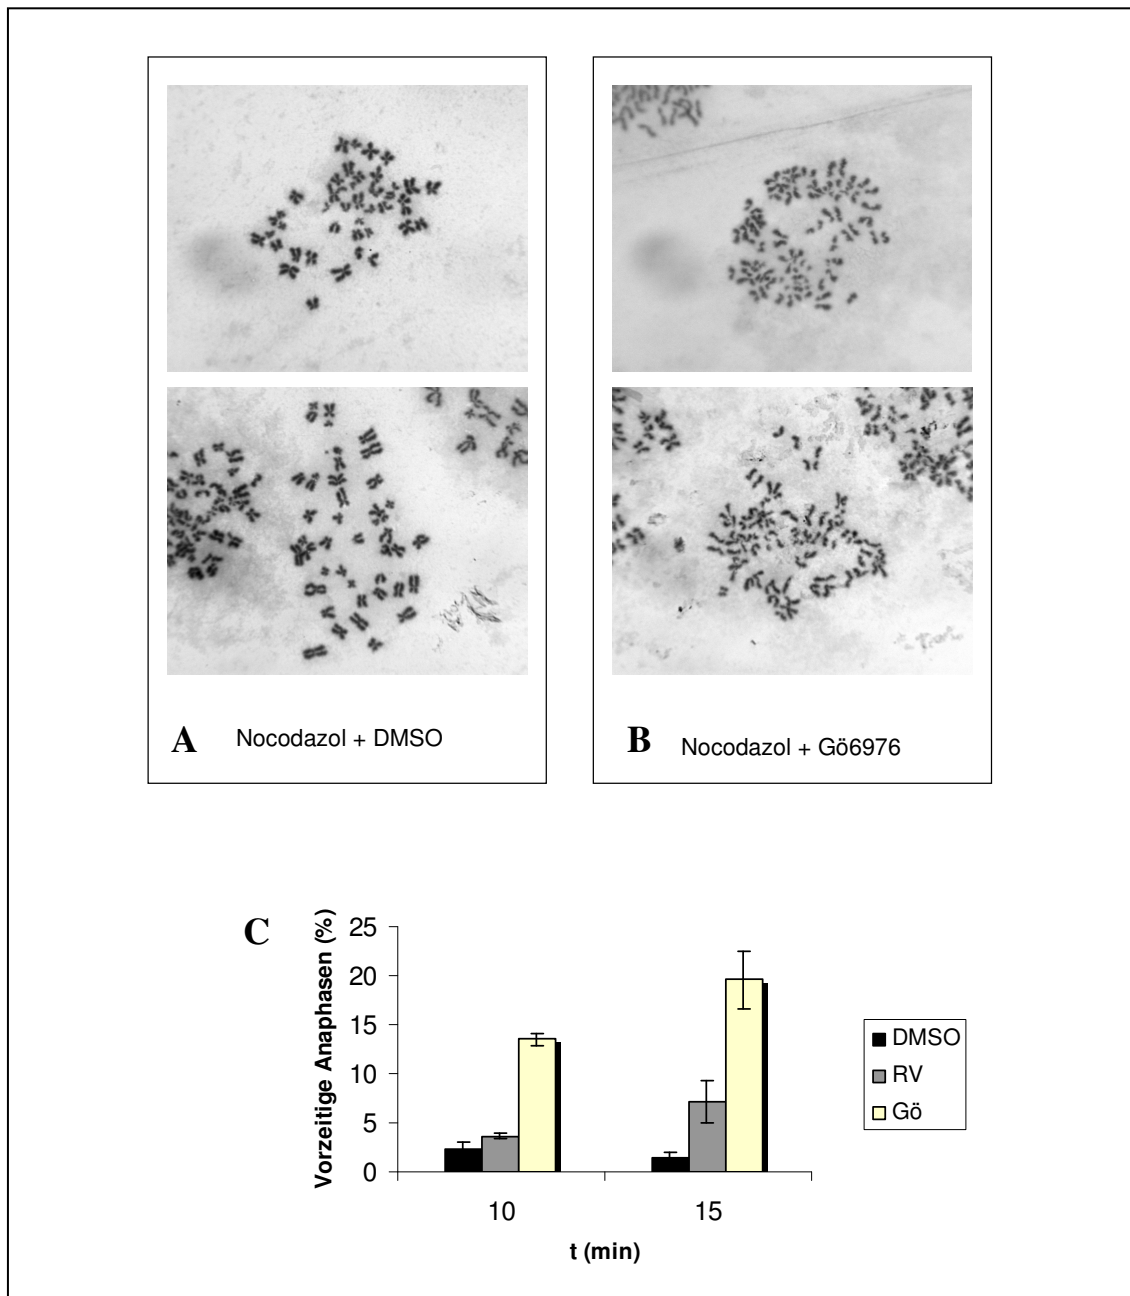 A Nocodazol + DMSO
B Nocodazol + Gö6976
C
Vorzeitige Anaphasen (%)
25
20
15
10
5
0
10 15
t (min)
DMSO
RV
Gö